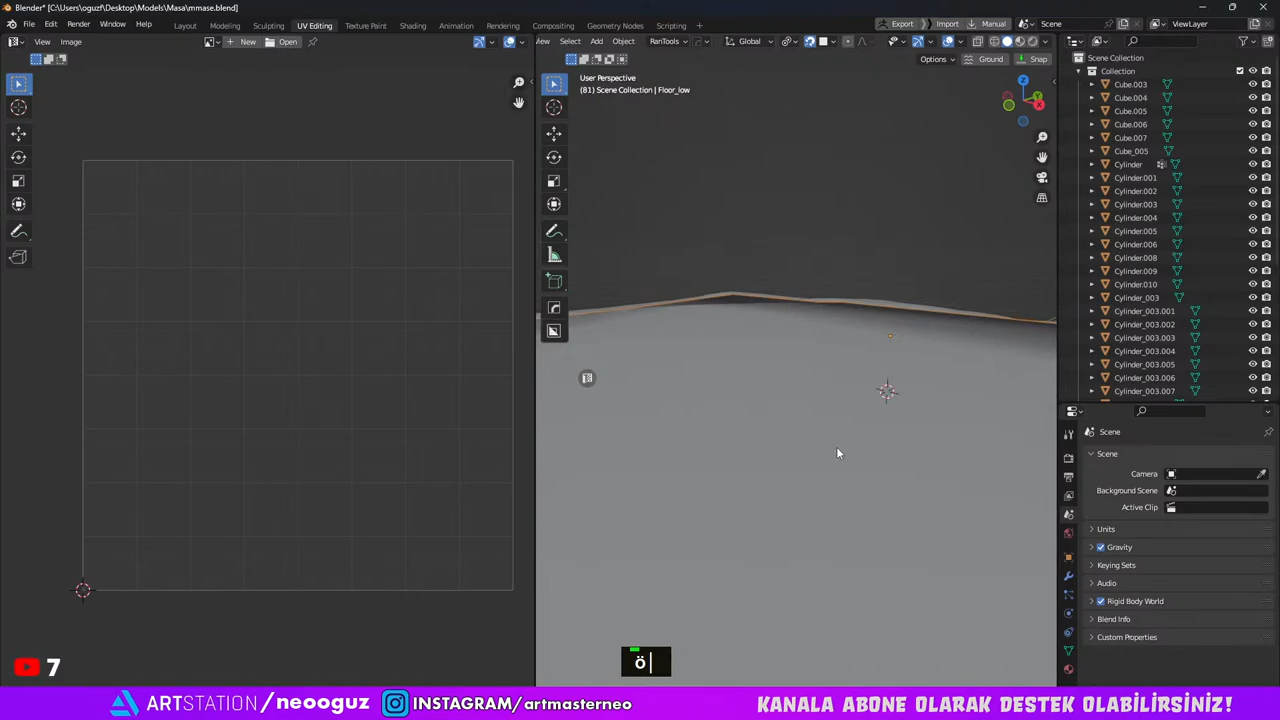 Blender* [C:\Users\oguzf\Desktop\Models\Masa\mmase.blend]
File Edit Render Window Help Layout Modeling Sculpting UV Editing Texture Paint Shading Animation Rendering Compositing Geometry Nodes Scripting Export Import Manual Scene ViewLayer
View Image New Open
View Select Add Object RanTools Global
Options Ground Snap
User Perspective
(81) Scene Collection | Floor_low
Z
Y
X
Scene Collection
Collection
Cube.003
Cube.004
Cube.005
Cube.006
Cube.007
Cube_005
Cylinder
Cylinder.001
Cylinder.002
Cylinder.003
Cylinder.004
Cylinder.005
Cylinder.006
Cylinder.008
Cylinder.009
Cylinder.010
Cylinder_003
Cylinder_003.001
Cylinder_003.002
Cylinder_003.003
Cylinder_003.004
Cylinder_003.005
Cylinder_003.006
Cylinder_003.007
Scene
Scene
Camera
Background Scene
Active Clip
Units
Gravity
Keying Sets
Audio
Rigid Body World
Blend Info
Custom Properties
ö
7
ARTSTATION/neooguz INSTAGRAM/artmasterneo KANALA ABONE OLARAK DESTEK OLABİLİRSİNİZ!